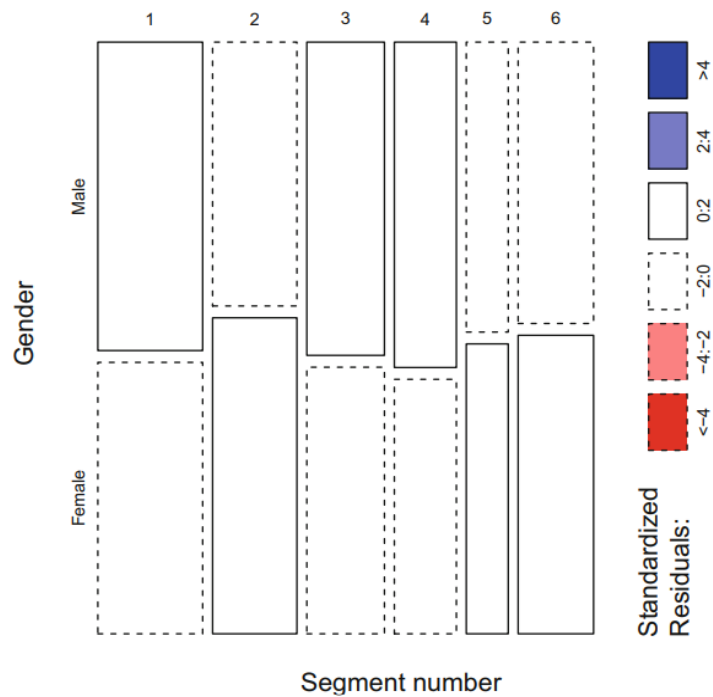 1 2 3 4 5 6
Male
Female
Gender
Segment number
>4
2:4
0:2
−2:0
−4:−2
<−4
Standardized
Residuals: